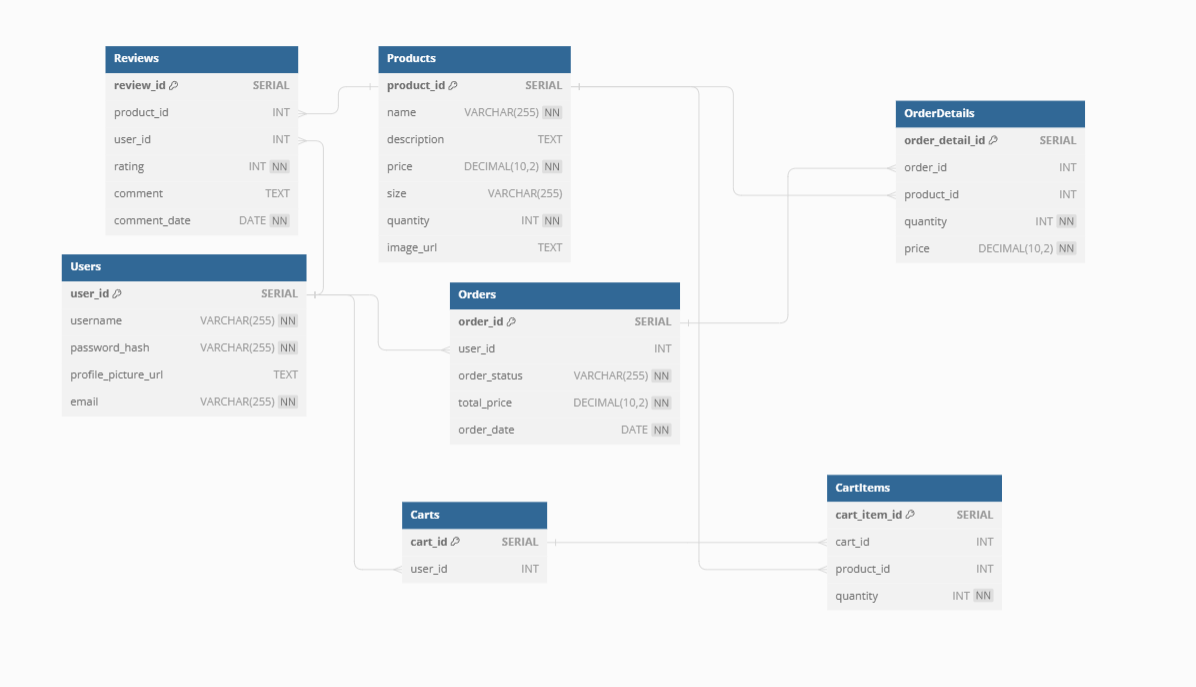 Reviews
review_id SERIAL
product_id INT
user_id INT
rating INT NN
comment TEXT
comment_date DATE NN
Products
product_id SERIAL
name VARCHAR(255) NN
description TEXT
price DECIMAL(10,2) NN
size VARCHAR(255)
quantity INT NN
image_url TEXT
OrderDetails
order_detail_id SERIAL
order_id INT
product_id INT
quantity INT NN
price DECIMAL(10,2) NN
Users
user_id SERIAL
username VARCHAR(255) NN
password_hash VARCHAR(255) NN
profile_picture_url TEXT
email VARCHAR(255) NN
Orders
order_id SERIAL
user_id INT
order_status VARCHAR(255) NN
total_price DECIMAL(10,2) NN
order_date DATE NN
Carts
cart_id SERIAL
user_id INT
CartItems
cart_item_id SERIAL
cart_id INT
product_id INT
quantity INT NN